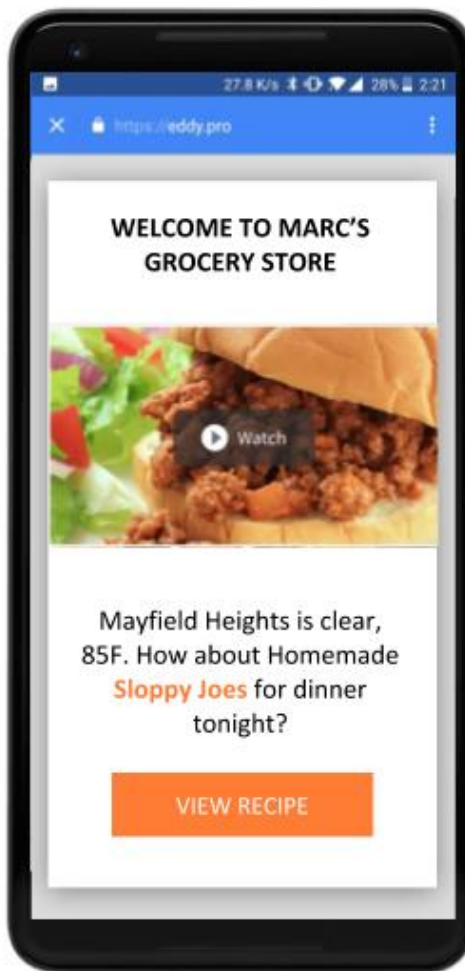 27.8 K/s 28% 2:21
https://eddy.pro
WELCOME TO MARC’S
GROCERY STORE
Watch
Mayfield Heights is clear,
85F. How about Homemade
Sloppy Joes for dinner
tonight?
VIEW RECIPE